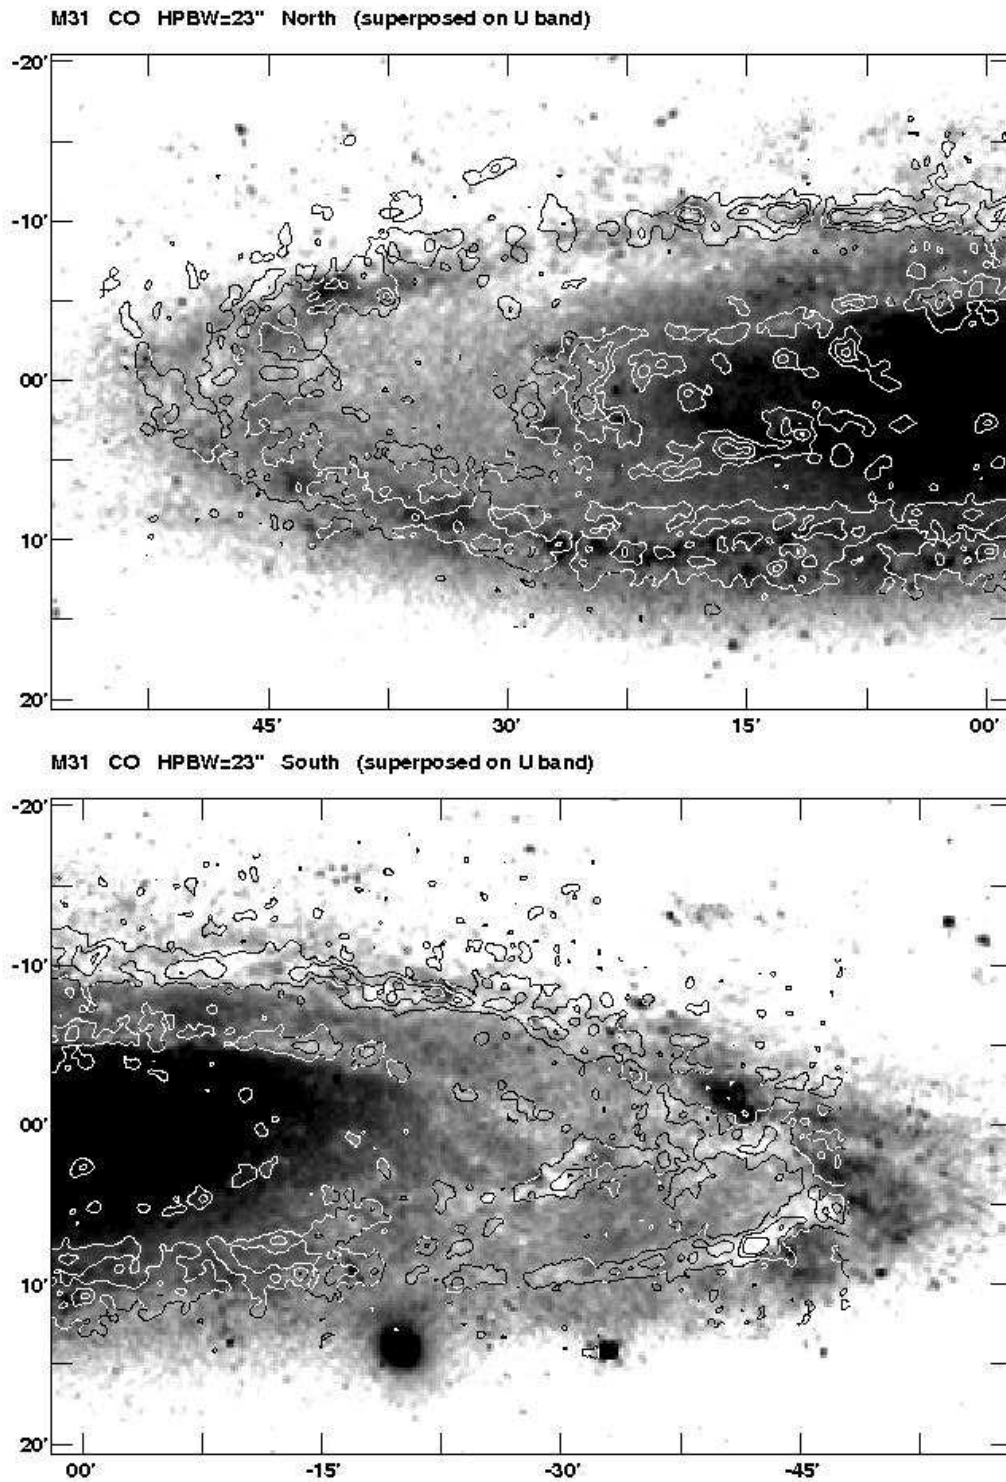 M31 CO HPBW=23" North (superposed on U band)
-20'
-10'
00'
10'
20'
45' 30' 15' 00'
M31 CO HPBW=23" South (superposed on U band)
-20'
-10'
00'
10'
20'
00' -15' -30' -45'